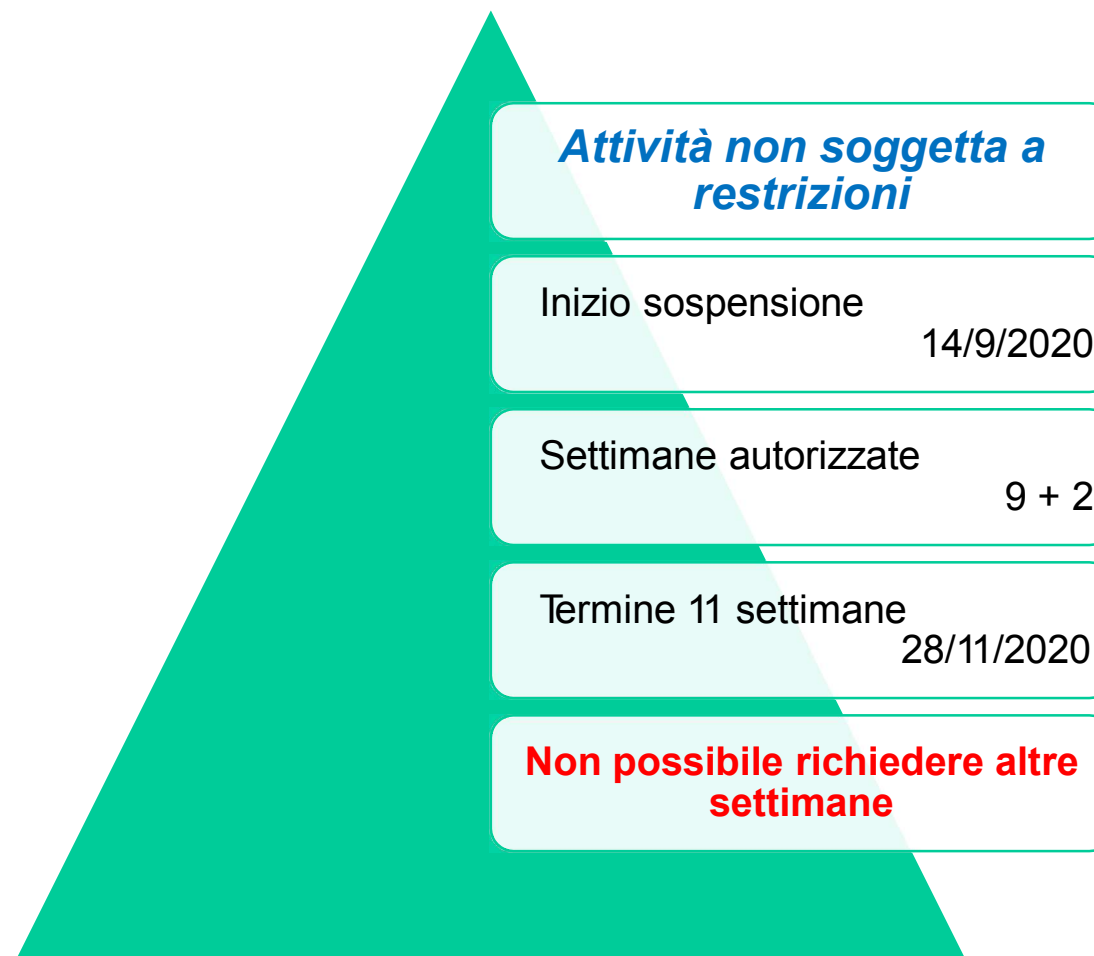 Attività non soggetta a
restrizioni
Inizio sospensione
14/9/2020
Settimane autorizzate
9 + 2
Termine 11 settimane
28/11/2020
Non possibile richiedere altre
settimane